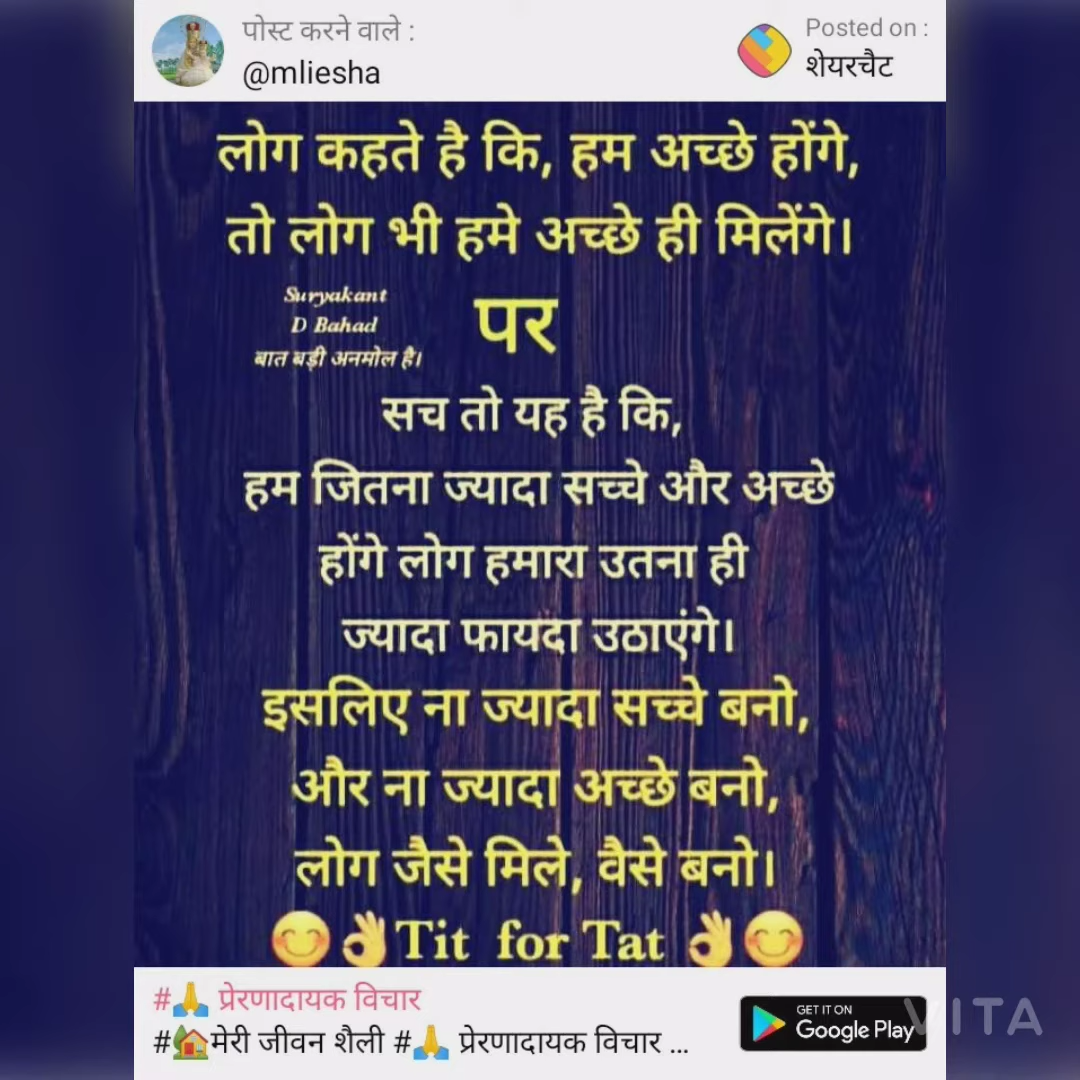 पोस्ट करने वाले :
@mliesha
Posted on :
शेयरचैट
लोग कहते है कि, हम अच्छे होंगे,
तो लोग भी हमे अच्छे ही मिलेंगे।
Suryakant
D Bahad
बात बड़ी अनमोल है।
पर
सच तो यह है कि,
हम जितना ज्यादा सच्चे और अच्छे
होंगे लोग हमारा उतना ही
ज्यादा फायदा उठाएंगे।
इसलिए ना ज्यादा सच्चे बनो,
और ना ज्यादा अच्छे बनो,
लोग जैसे मिले, वैसे बनो।
😊👌Tit for Tat 👌😊
#🙏 प्रेरणादायक विचार
#🏡मेरी जीवन शैली #🙏 प्रेरणादायक विचार ...
GET IT ON
Google Play
VITA